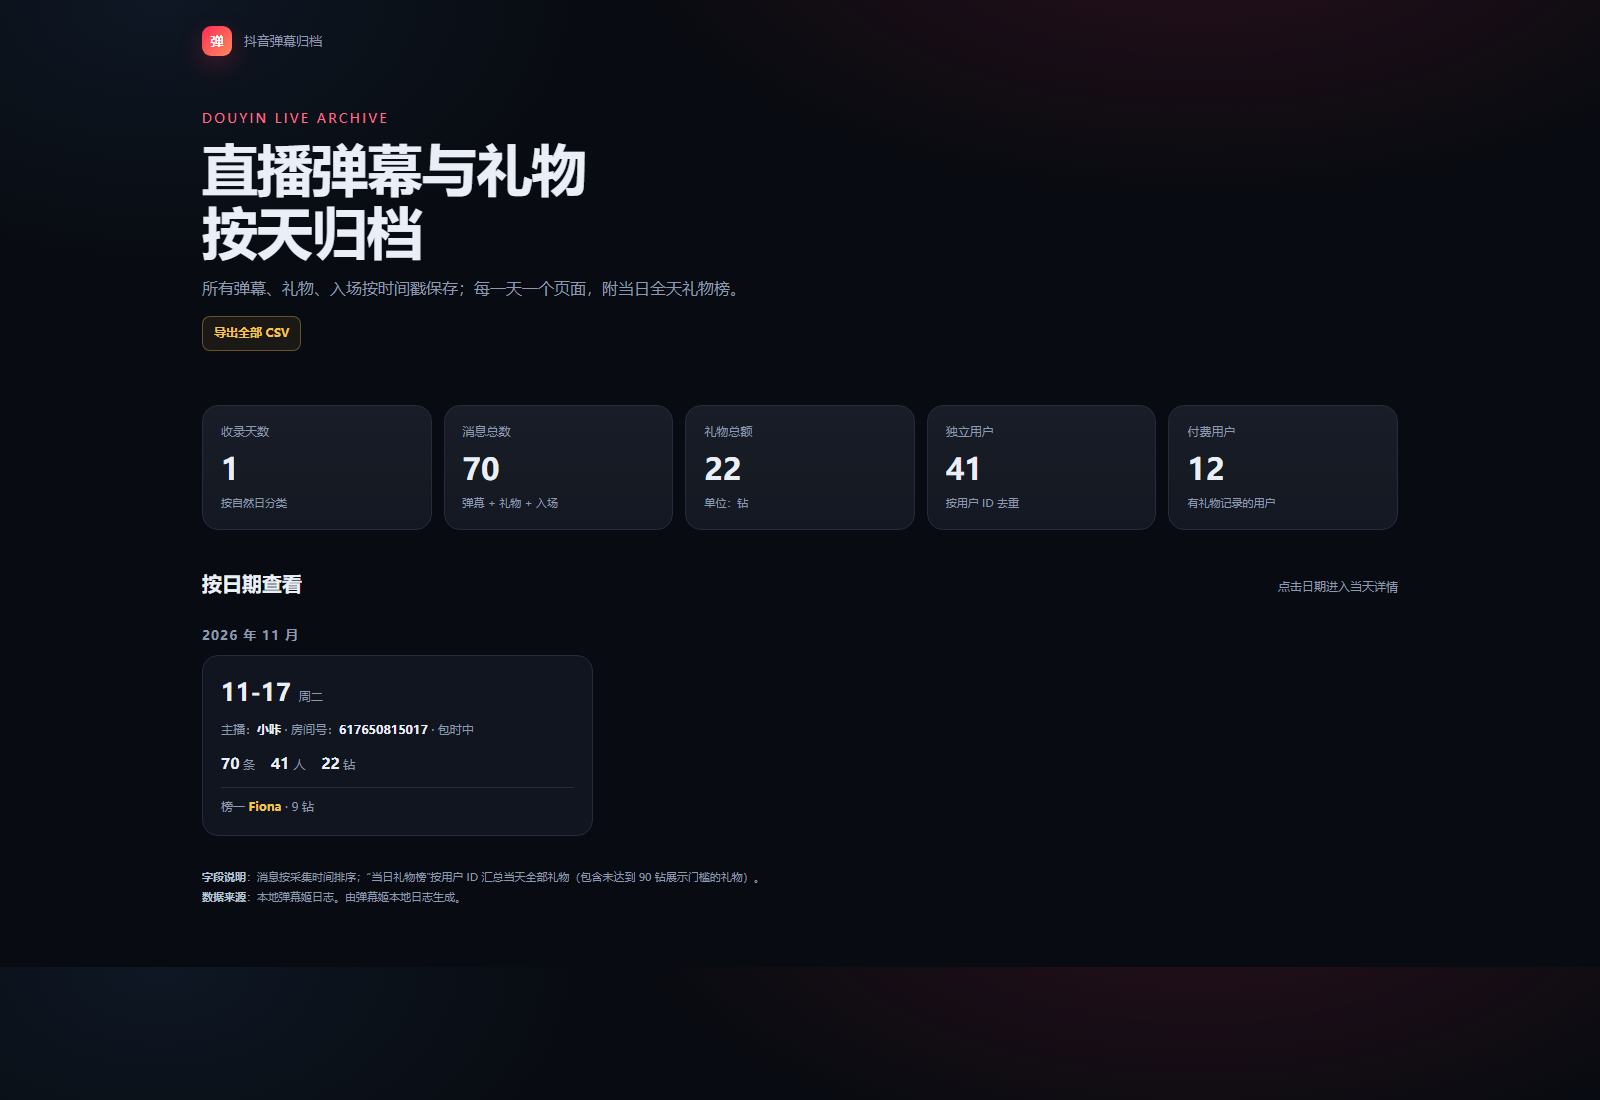 弹 抖音弹幕归档
DOUYIN LIVE ARCHIVE
直播弹幕与礼物
按天归档
所有弹幕、礼物、入场按时间戳保存；每一天一个页面，附当日全天礼物榜。
导出全部 CSV
收录天数
1
按自然日分类
消息总数
70
弹幕 + 礼物 + 入场
礼物总额
22
单位：钻
独立用户
41
按用户 ID 去重
付费用户
12
有礼物记录的用户
按日期查看
点击日期进入当天详情
2026 年 11 月
11-17 周二
主播：小咔 · 房间号：617650815017 · 包时中
70 条 41 人 22 钻
榜一 Fiona · 9 钻
字段说明：消息按采集时间排序；“当日礼物榜”按用户 ID 汇总当天全部礼物（包含未达到 90 钻展示门槛的礼物）。
数据来源：本地弹幕姬日志。由弹幕姬本地日志生成。